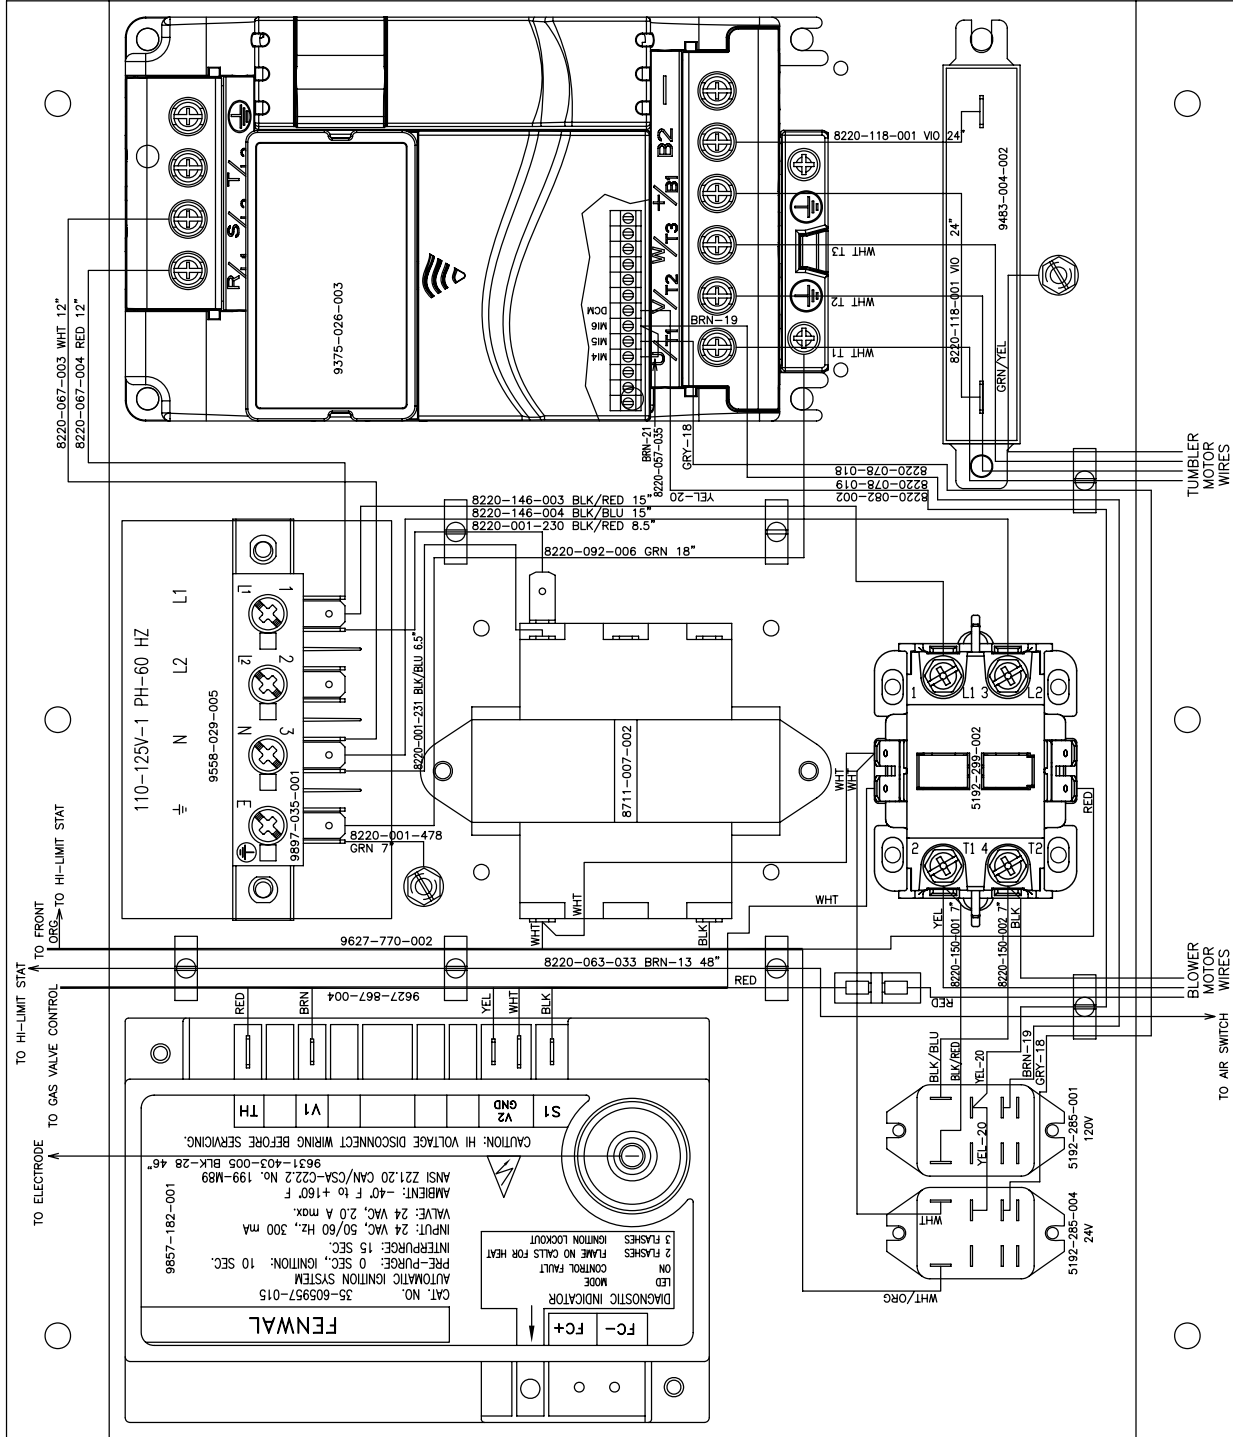 8220-067-003 WHT 12"
8220-067-004 RED 12"
R/L1
S/L2
T/L3
9375-026-003
DCM
MI6
MI5
MI4
–
B2
+/B1
W/T3
V/T2
U/T1
BRN-19
8220-118-001 VIO 24"
8220-118-001 VIO 24"
9483-004-002
WHT T3
WHT T2
WHT T1
GRN/YEL
BRN-21
8220-057-035
GRY-18
YEL-20
8220-078-018
8220-078-019
8220-082-002
TUMBLER
MOTOR
WIRES
8220-146-003 BLK/RED 15"
8220-146-004 BLK/BLU 15"
8220-001-230 BLK/RED 8.5"
8220-092-006 GRN 18"
110-125V-1 PH-60 HZ
L1
L2
N
9558-029-005
1
L1
2
L2
3
N
E
9897-035-001
8220-001-231 BLK/BLU 6.5"
8220-001-478
GRN 7"
8711-007-002
WHT
WHT
1
L1
3
L2
5192-299-002
RED
2
T1
4
T2
WHT
WHT
WHT
BLK
YEL
8220-150-001 7"
8220-150-002 7"
BLK
TO HI-LIMIT STAT
TO FRONT
ORG
TO HI-LIMIT STAT
TO GAS VALVE CONTROL
TO ELECTRODE
9627-770-002
8220-063-033 BRN-13 48"
RED
9627-867-004
RED
BRN
YEL
WHT
BLK
RED
BLOWER
MOTOR
WIRES
TO AIR SWITCH
BLK/BLU
BLK/RED
YEL-20
BRN-19
GRY-18
YEL-20
5192-285-001
120V
WHT
5192-285-004
24V
WHT/ORG
TH
V1
V2
GND
S1
CAUTION: HI VOLTAGE DISCONNECT WIRING BEFORE SERVICING.
9631-403-005 BLK-28 46"
ANSI Z21.20 CAN/CSA-C22.2 No. 199-M89
AMBIENT: -40° F to +160° F
VALVE: 24 VAC, 2.0 A max.
INPUT: 24 VAC, 50/60 Hz., 300 mA
INTERPURGE: 15 SEC.
PRE-PURGE: 0 SEC., IGNITION: 10 SEC.
AUTOMATIC IGNITION SYSTEM
CAT. NO. 35-605957-015
FENWAL
9857-182-001
DIAGNOSTIC INDICATOR
LED MODE
ON CONTROL FAULT
2 FLASHES FLAME NO CALLS FOR HEAT
3 FLASHES IGNITION LOCKOUT
FC+
FC-